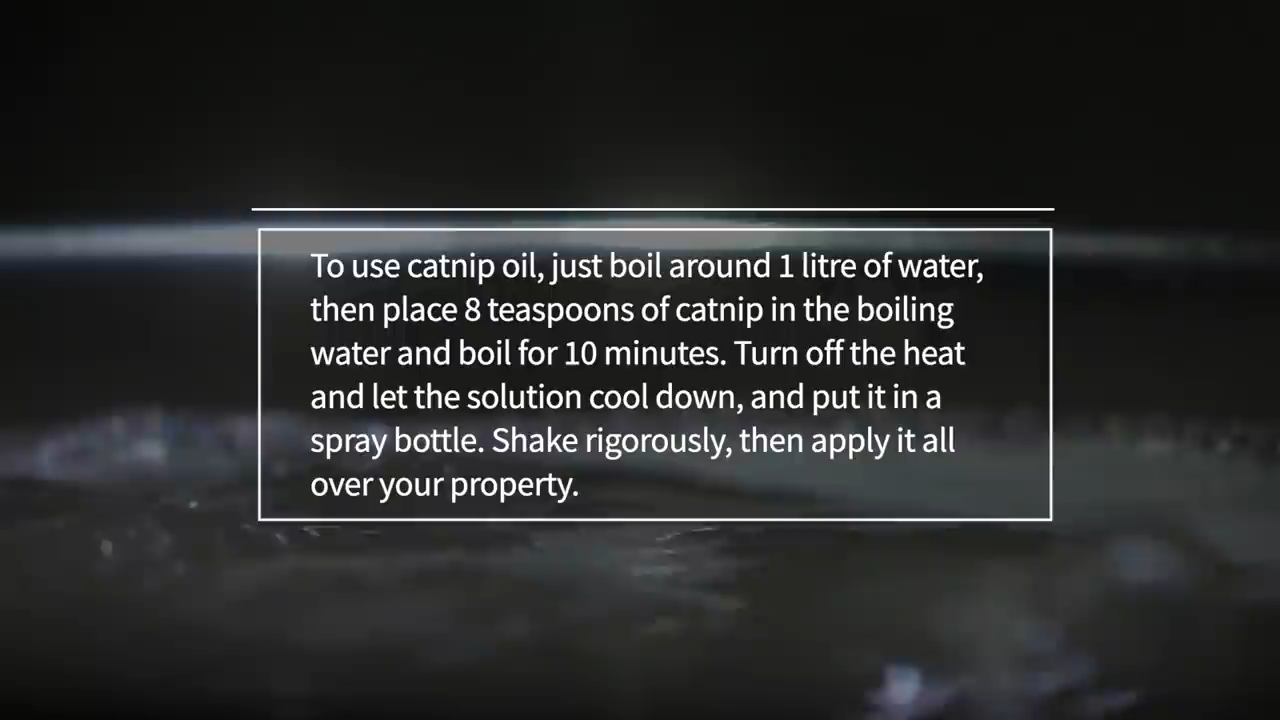 To use catnip oil, just boil around 1 litre of water,
then place 8 teaspoons of catnip in the boiling
water and boil for 10 minutes. Turn off the heat
and let the solution cool down, and put it in a
spray bottle. Shake rigorously, then apply it all
over your property.